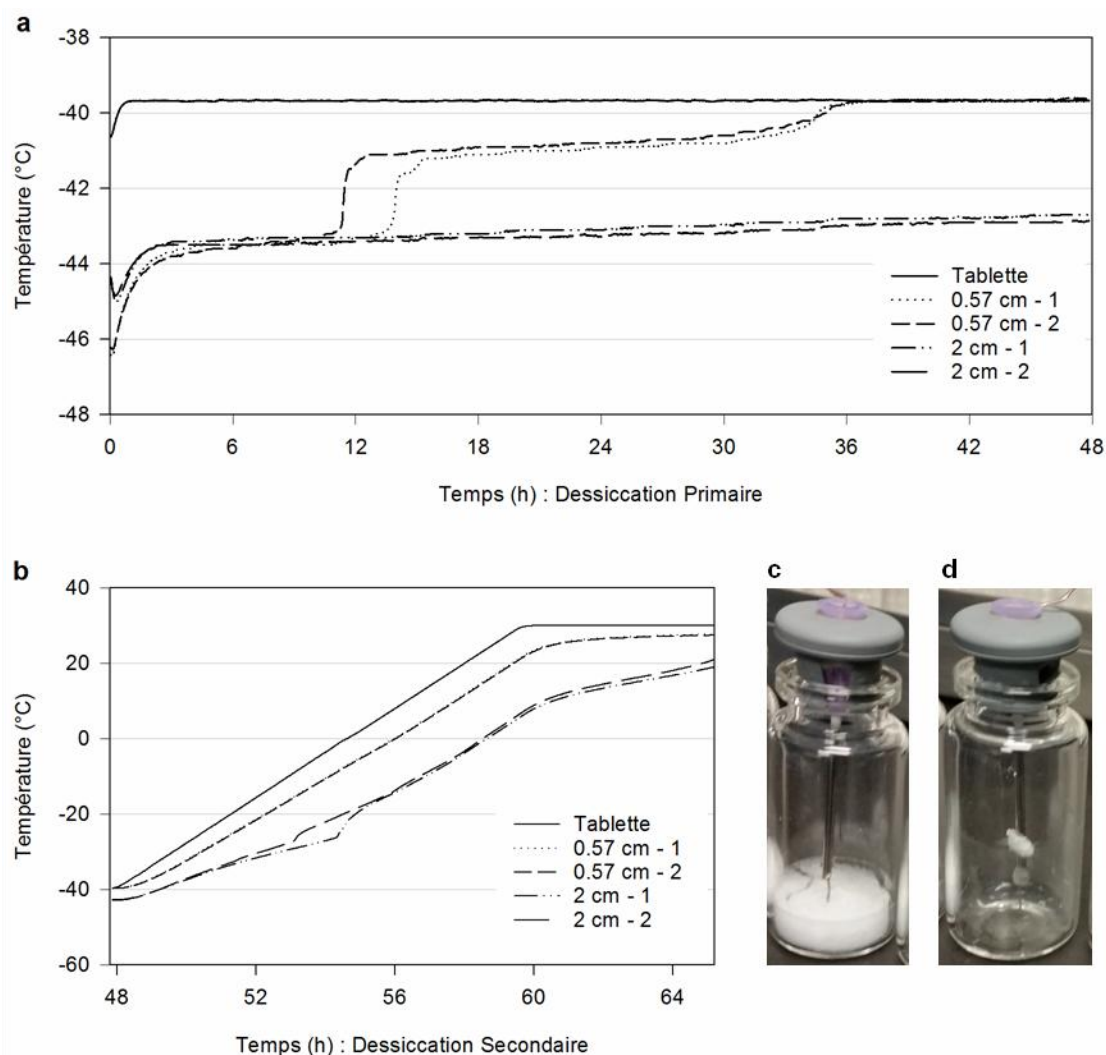 a
-38
-40
-42
-44
-46
-48
Température (°C)
Tablette
0.57 cm - 1
0.57 cm - 2
2 cm - 1
2 cm - 2
0 6 12 18 24 30 36 42 48
Temps (h) : Dessiccation Primaire
b
40
20
0
-20
-40
-60
Température (°C)
Tablette
0.57 cm - 1
0.57 cm - 2
2 cm - 1
2 cm - 2
48 52 56 60 64
Temps (h) : Dessiccation Secondaire
c
d